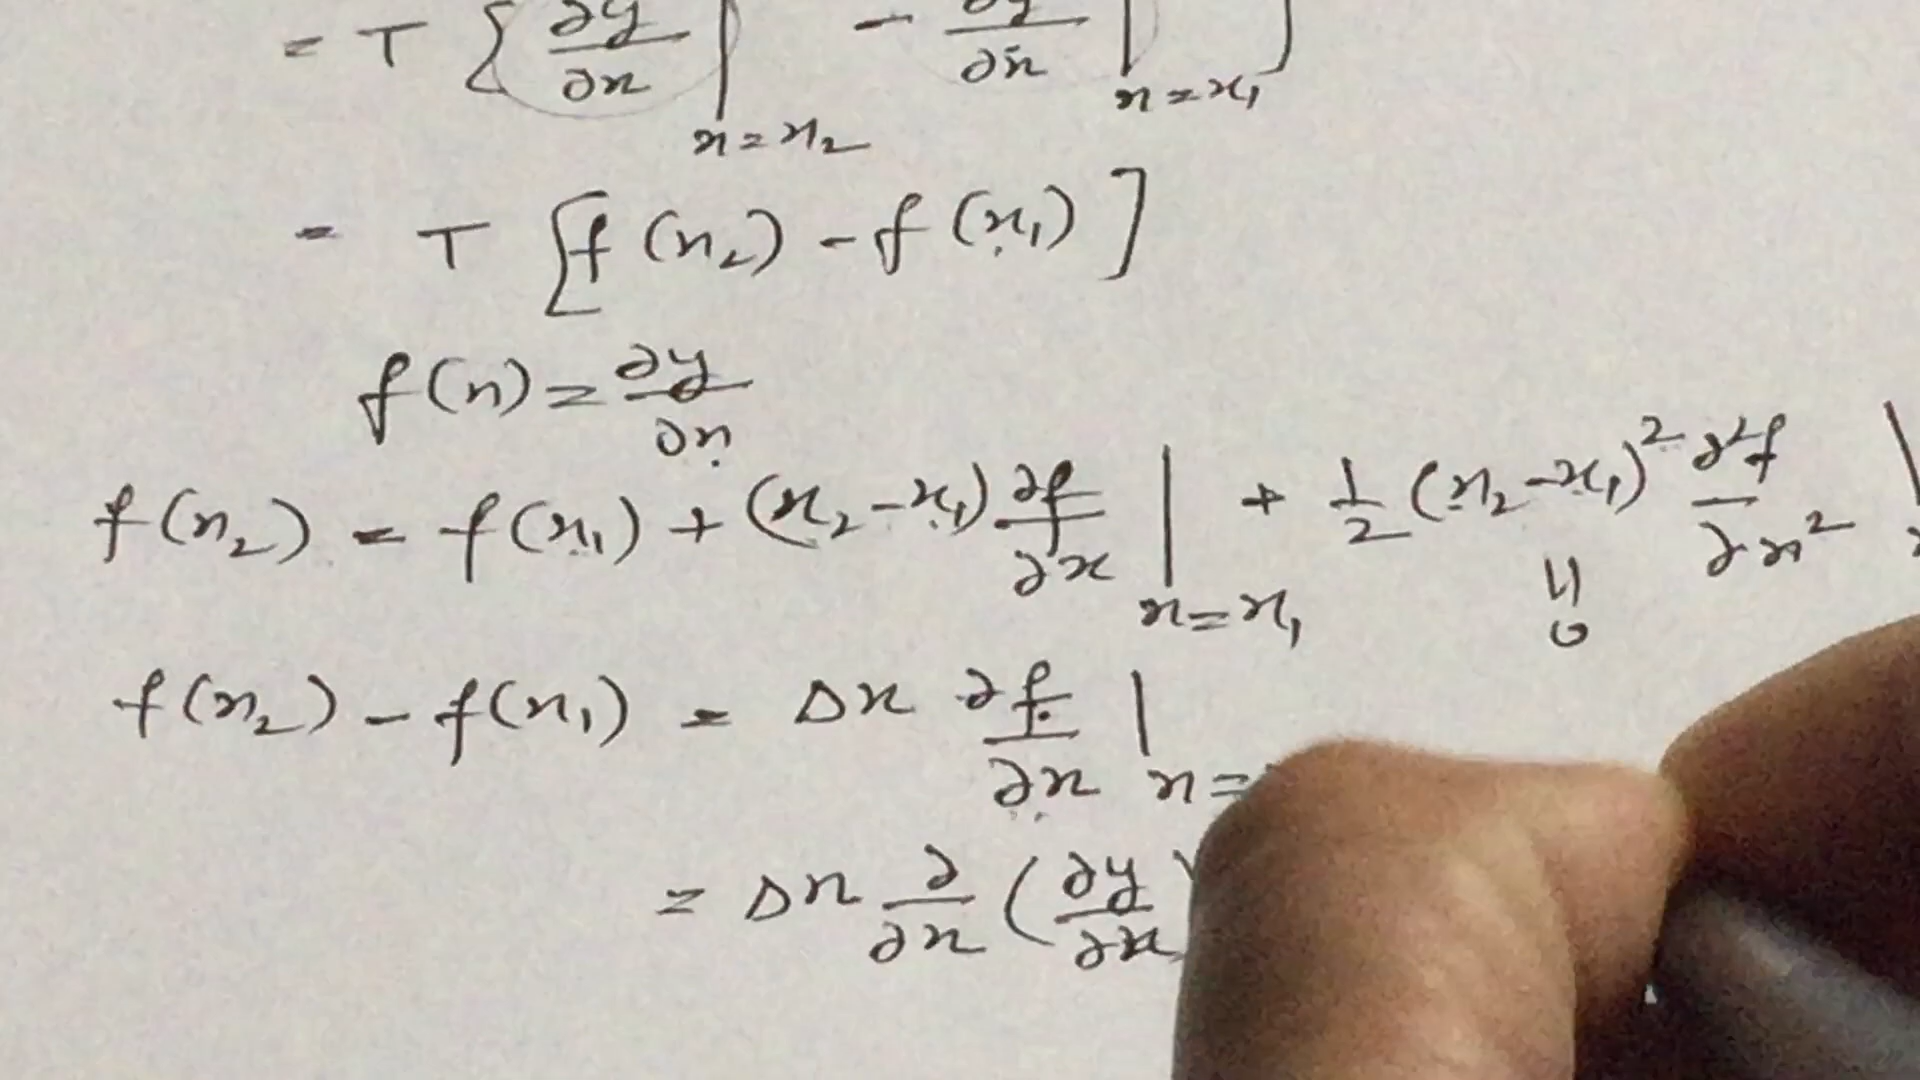 = T { ∂y/∂x | x=x₂ - ∂y/∂x | x=x₁ ]
= T [f(x₂) - f(x₁)]
f(x) = ∂y/∂x
f(x₂) = f(x₁) + (x₂-x₁) ∂f/∂x | x=x₁ + 1/2 (x₂-x₁)² ∂²f/∂x² |
0
f(x₂) - f(x₁) = Δx ∂f/∂x | x=
= Δx ∂/∂x (∂y/∂x